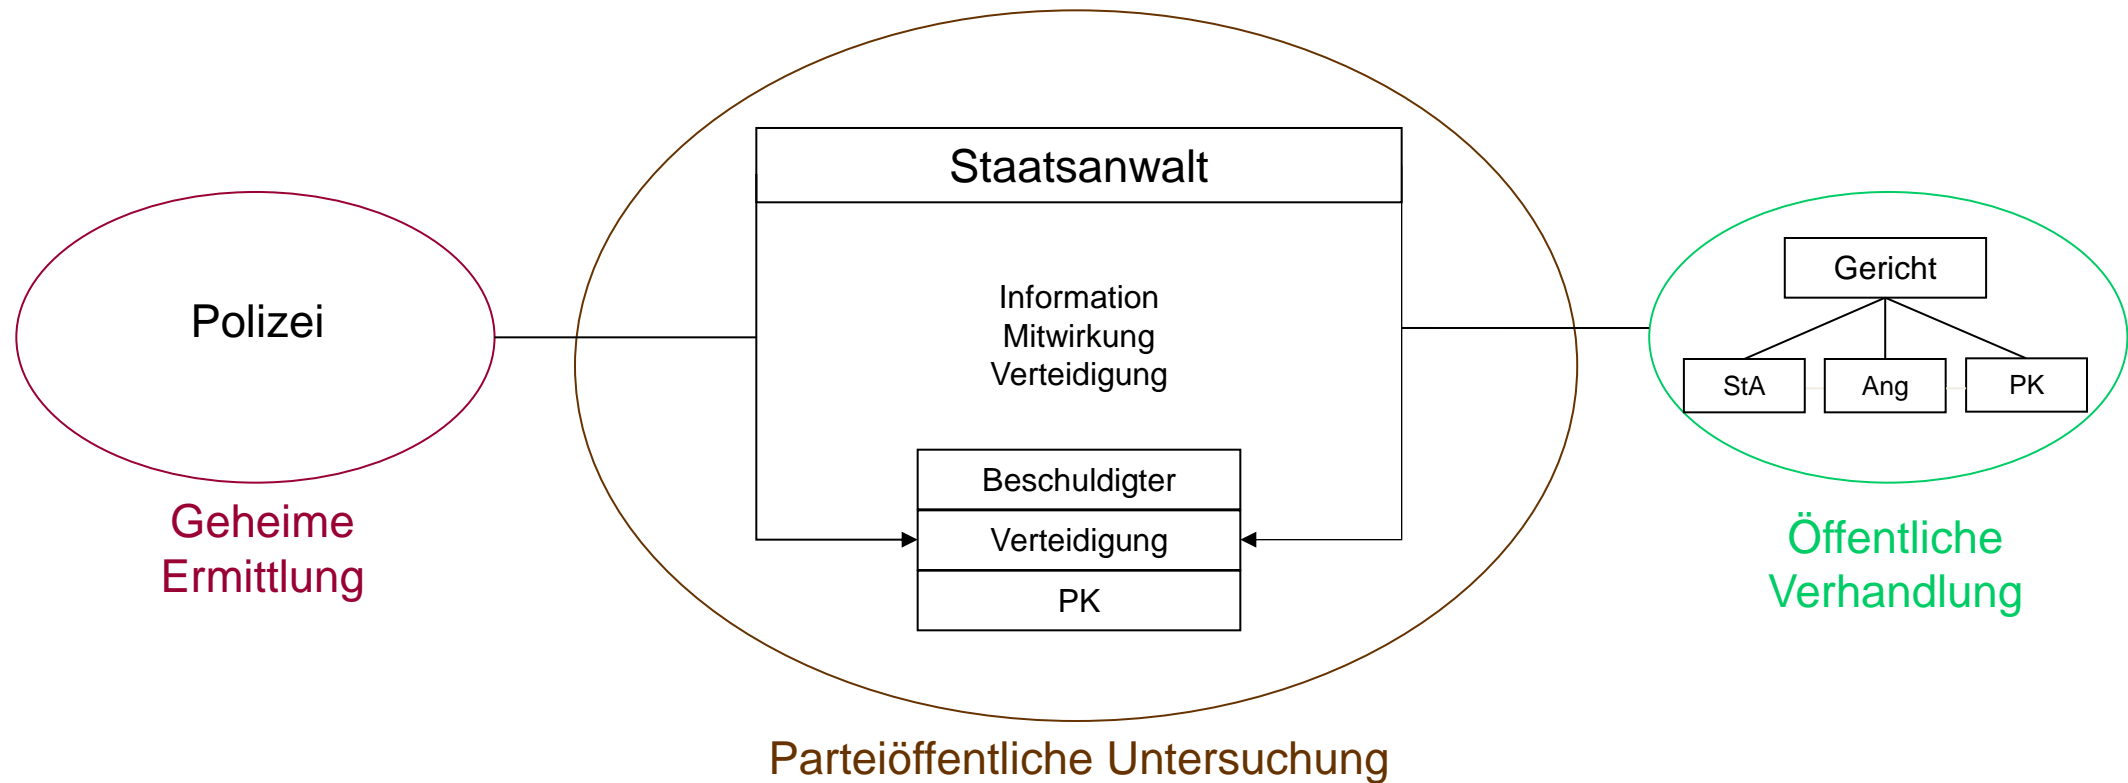 Polizei
Geheime
Ermittlung
Staatsanwalt
Information
Mitwirkung
Verteidigung
Beschuldigter
Verteidigung
PK
Parteiöffentliche Untersuchung
Gericht
StA
Ang
PK
Öffentliche
Verhandlung